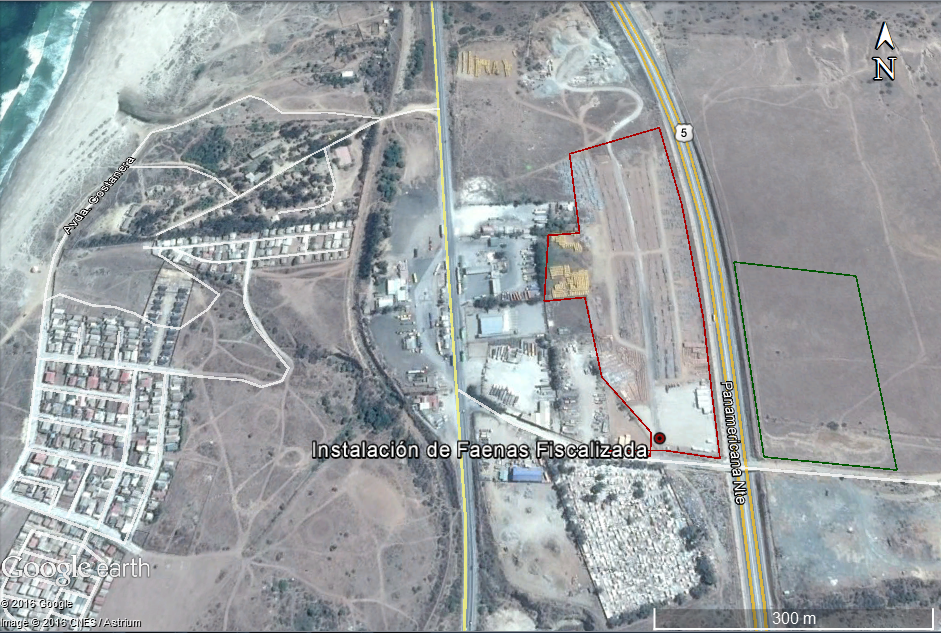 N
5
Avda. Costanera
Instalación de Faenas Fiscalizada
Panamericana Nte
Google earth
© 2016 Google
Image © 2016 CNES / Astrium
300 m